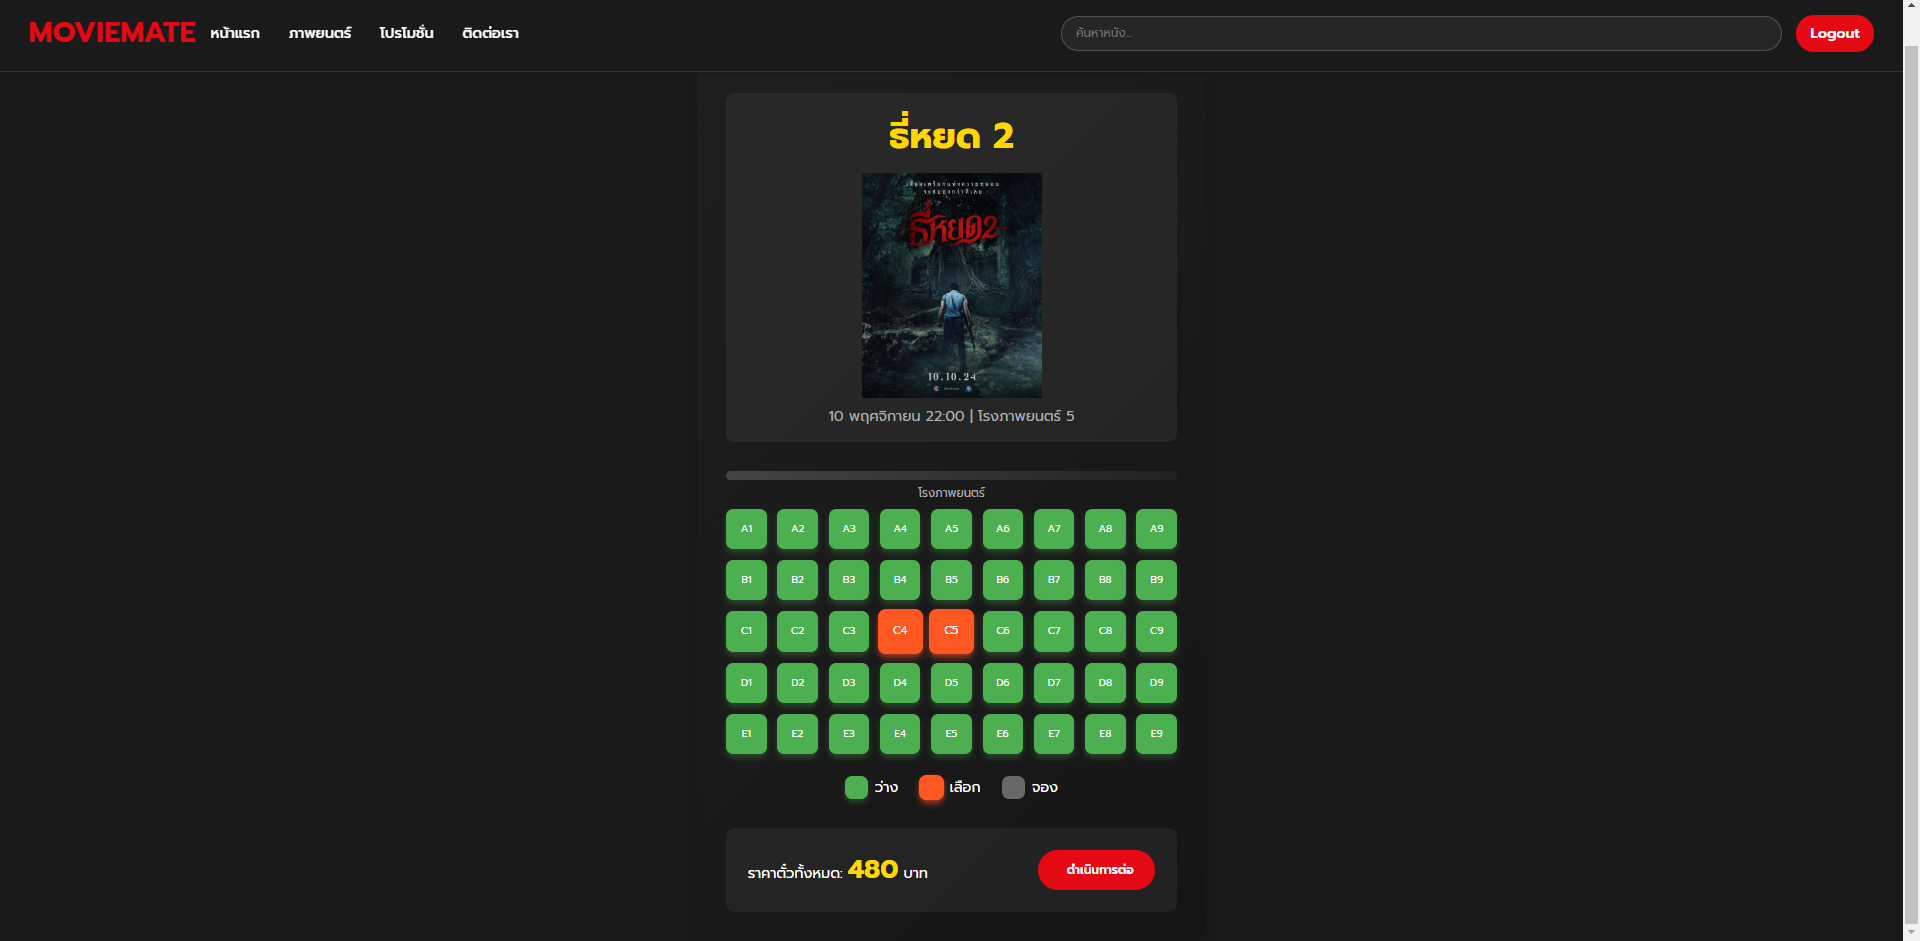 MOVIEMATE หน้าแรก ภาพยนตร์ โปรโมชั่น ติดต่อเรา ค้นหาหนัง... Logout
ธี่หยด 2
ธี่หยด2
10.10.24
10 พฤศจิกายน 22:00 | โรงภาพยนตร์ 5
โรงภาพยนตร์
A1 A2 A3 A4 A5 A6 A7 A8 A9
B1 B2 B3 B4 B5 B6 B7 B8 B9
C1 C2 C3 C4 C5 C6 C7 C8 C9
D1 D2 D3 D4 D5 D6 D7 D8 D9
E1 E2 E3 E4 E5 E6 E7 E8 E9
ว่าง เลือก จอง
ราคาตั๋วทั้งหมด: 480 บาท ดำเนินการต่อ